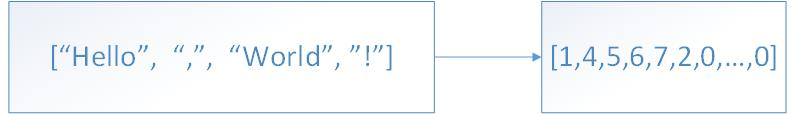 [“Hello”, “,”, “World”, ”!”]
[1,4,5,6,7,2,0,...,0]